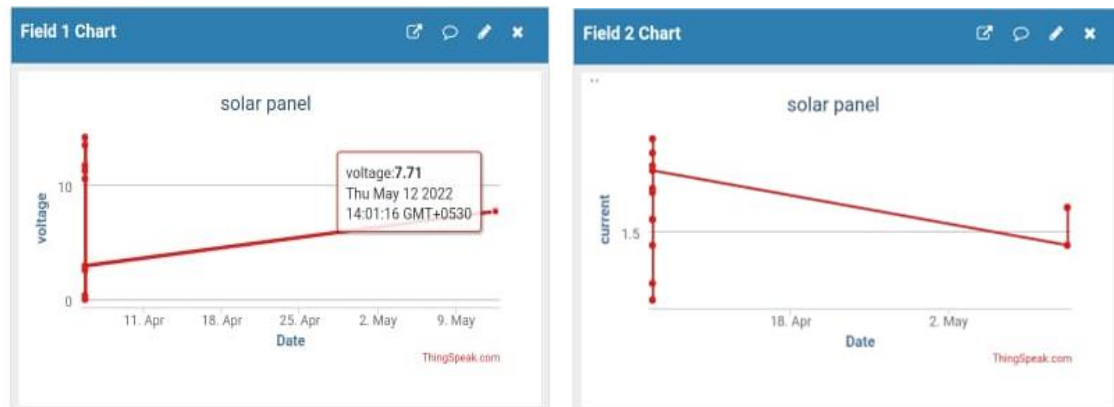 Field 1 Chart
solar panel
voltage
10
0
voltage:7.71
Thu May 12 2022
14:01:16 GMT+0530
11. Apr
18. Apr
25. Apr
2. May
9. May
Date
ThingSpeak.com
Field 2 Chart
solar panel
current
1.5
18. Apr
2. May
Date
ThingSpeak.com